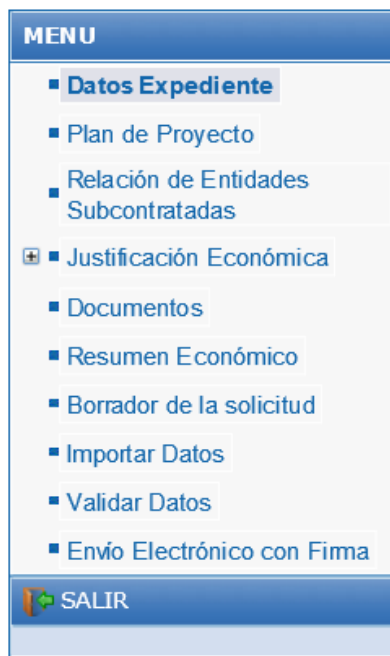 MENU
Datos Expediente
Plan de Proyecto
Relación de Entidades
Subcontratadas
Justificación Económica
Documentos
Resumen Económico
Borrador de la solicitud
Importar Datos
Validar Datos
Envío Electrónico con Firma
SALIR